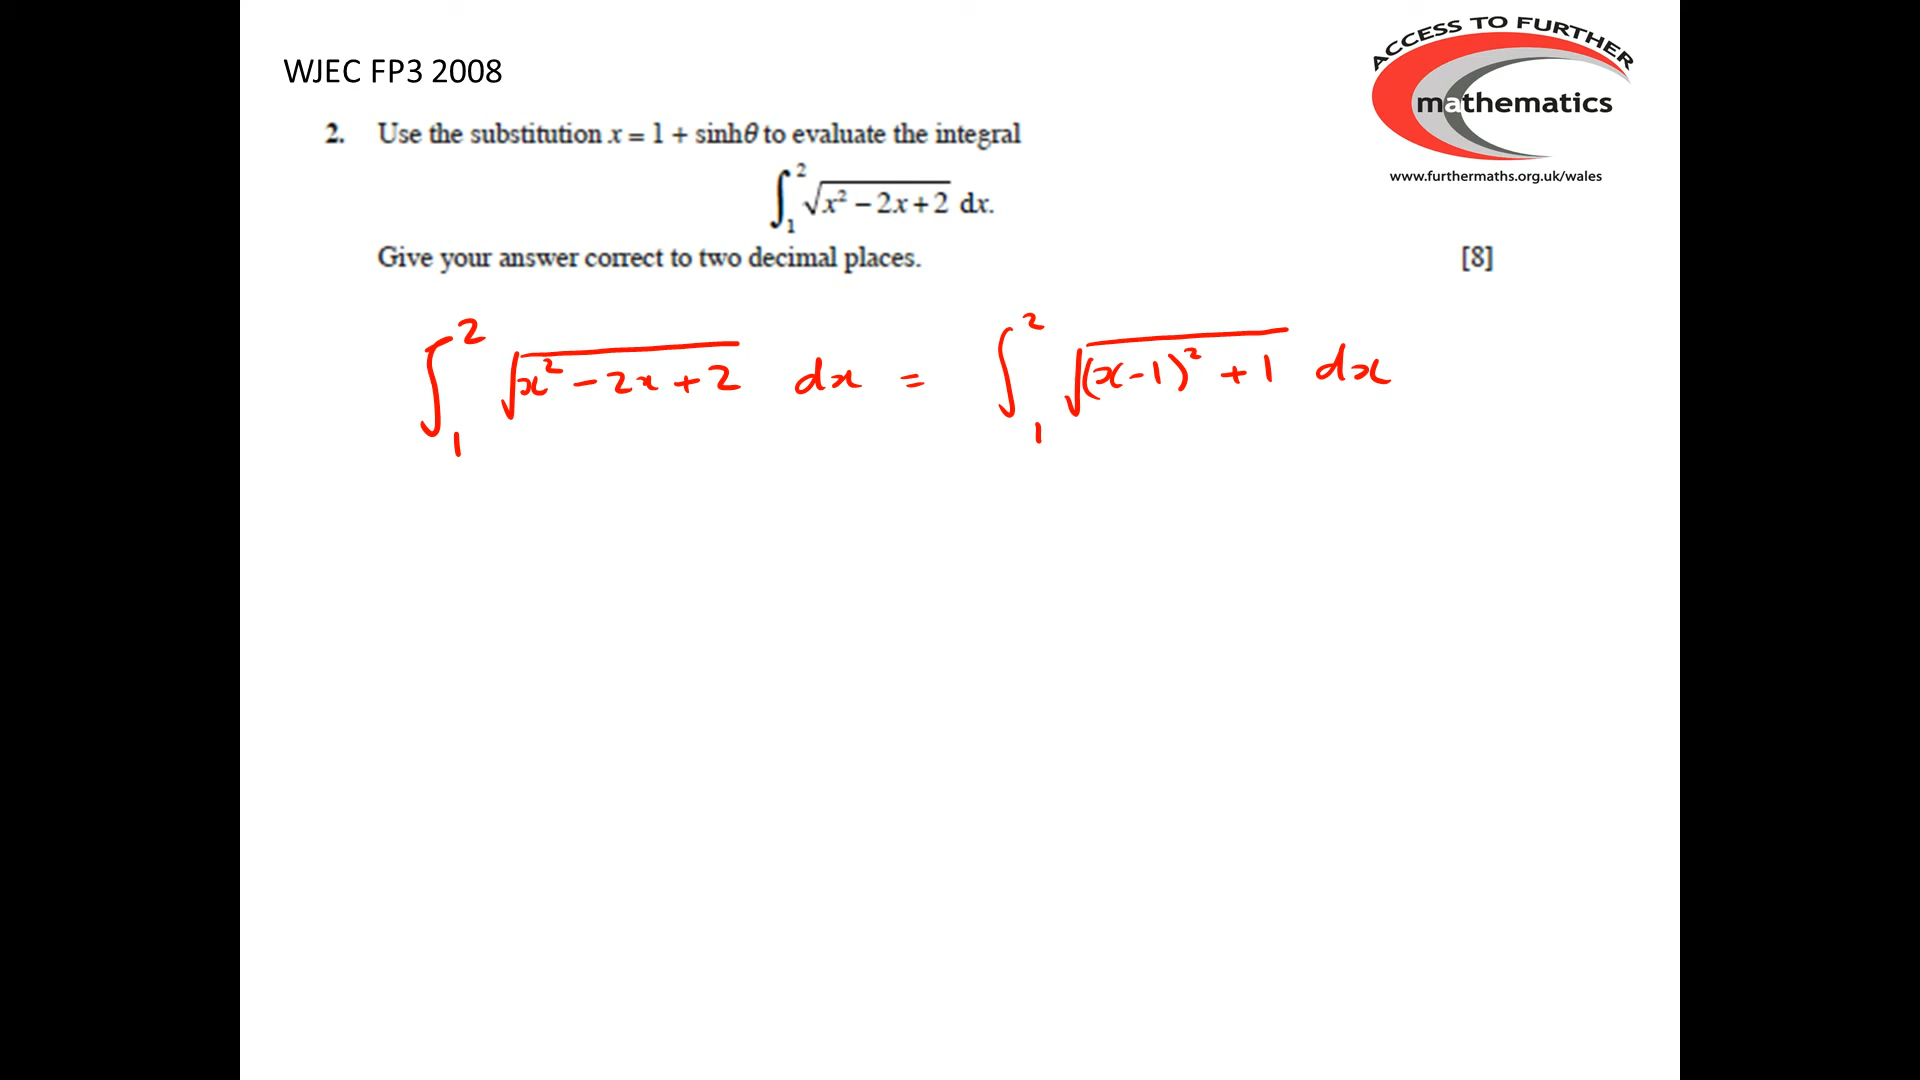 ACCESS TO FURTHER
mathematics
www.furthermaths.org.uk/wales
WJEC FP3 2008
2. Use the substitution x = 1 + sinhθ to evaluate the integral
∫₁² √(x² − 2x + 2) dx.
Give your answer correct to two decimal places. [8]
∫₁² √(x² − 2x + 2) dx = ∫₁² √((x−1)² + 1) dx